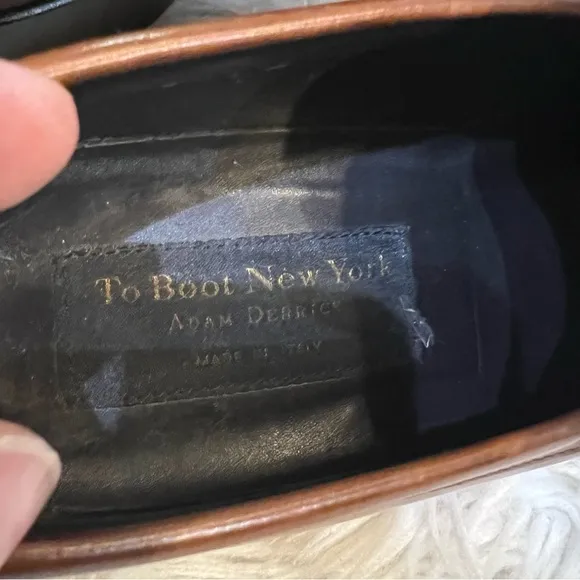 To Boot New York
ADAM DERRICK
MADE IN ITALY